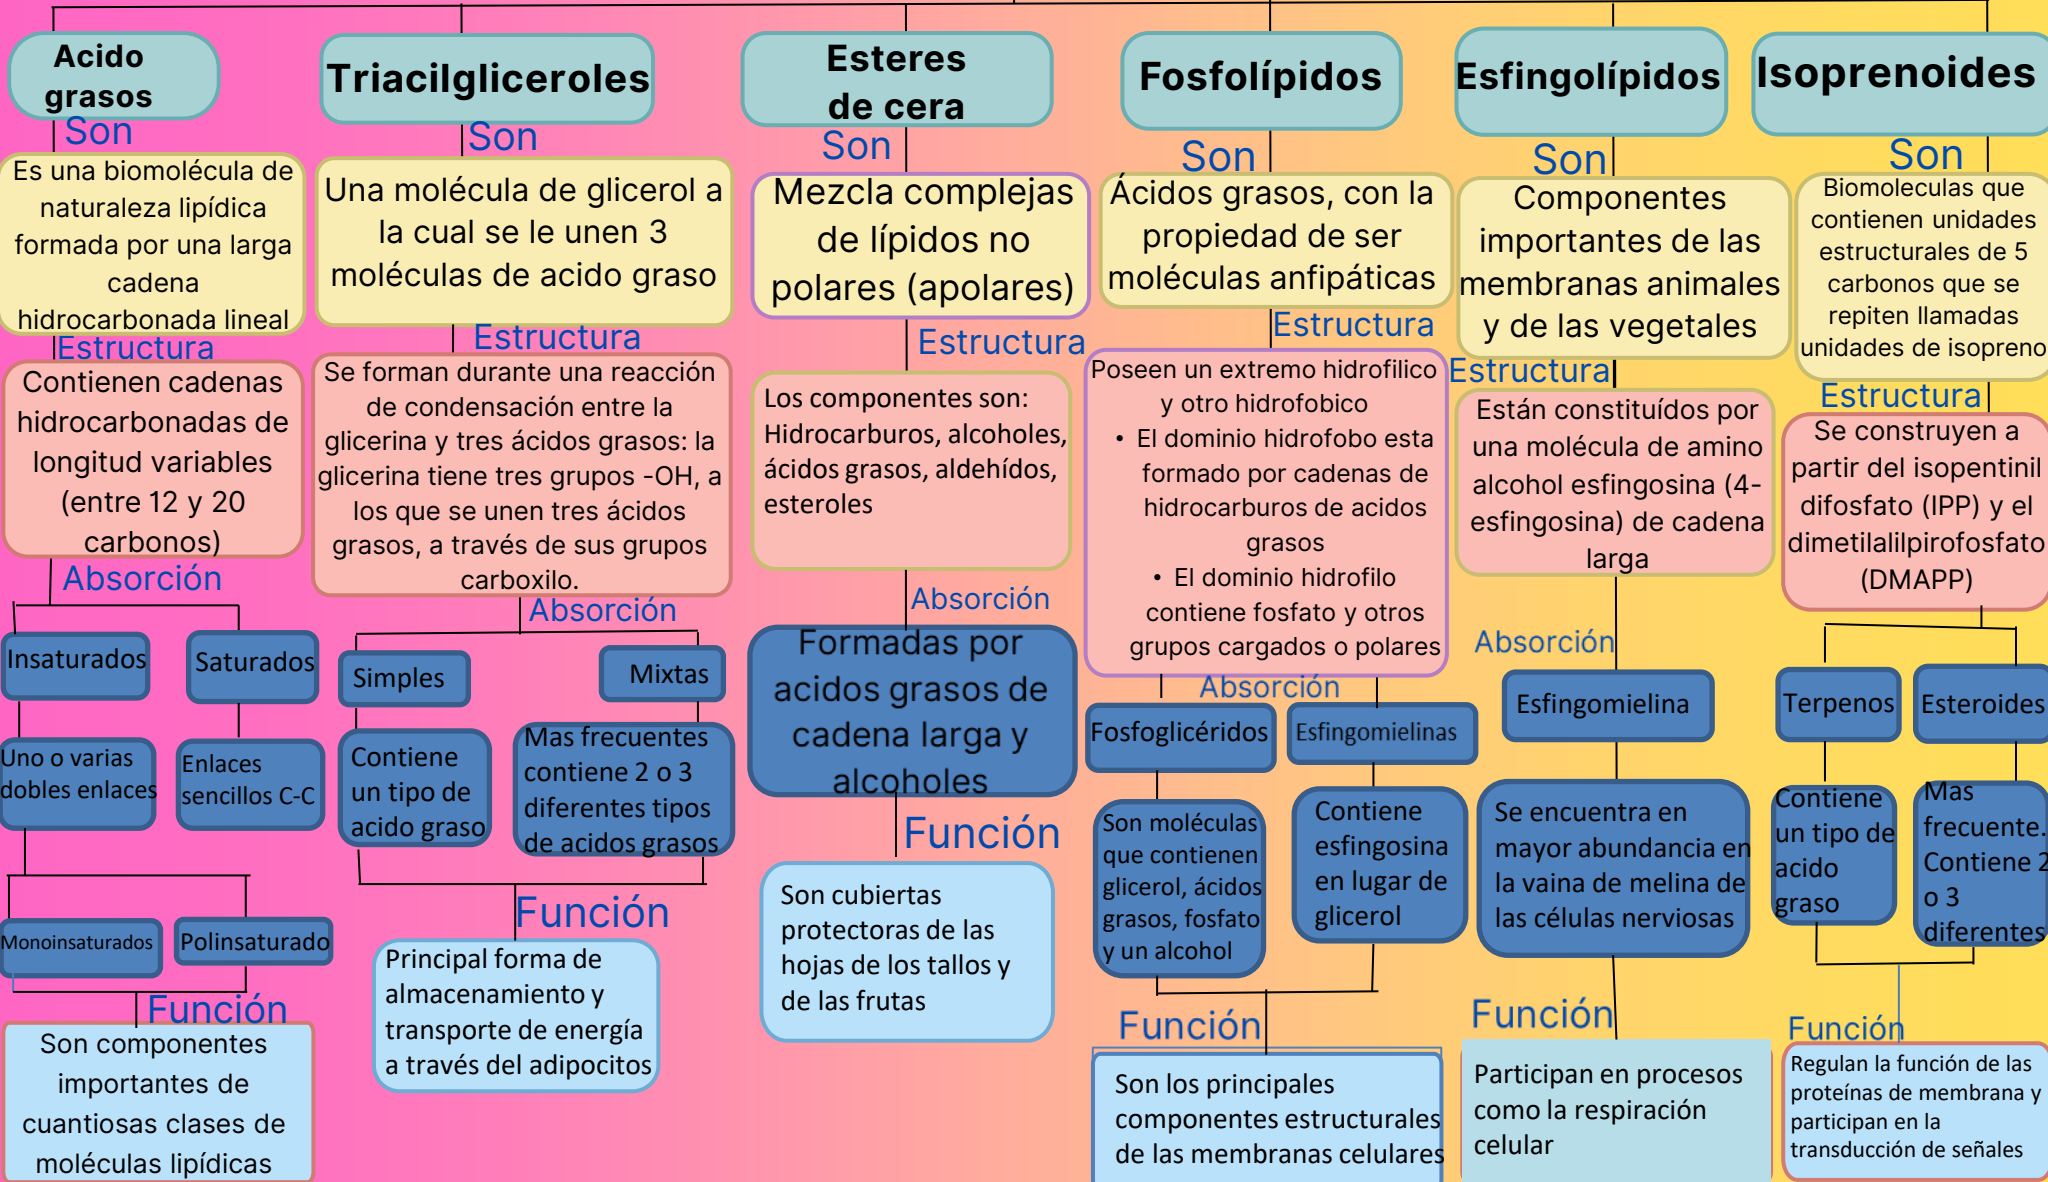 Acido
grasos
Son
Es una biomolécula de
naturaleza lipídica
formada por una larga
cadena
hidrocarbonada lineal
Estructura
Contienen cadenas
hidrocarbonadas de
longitud variables
(entre 12 y 20
carbonos)
Absorción
Insaturados
Saturados
Uno o varias
dobles enlaces
Enlaces
sencillos C-C
Monoinsaturados
Polinsaturado
Función
Son componentes
importantes de
cuantiosas clases de
moléculas lipídicas
Triacilgliceroles
Son
Una molécula de glicerol a
la cual se le unen 3
moléculas de acido graso
Estructura
Se forman durante una reacción
de condensación entre la
glicerina y tres ácidos grasos: la
glicerina tiene tres grupos -OH, a
los que se unen tres ácidos
grasos, a través de sus grupos
carboxilo.
Absorción
Simples
Mixtas
Contiene
un tipo de
acido graso
Mas frecuentes
contiene 2 o 3
diferentes tipos
de acidos grasos
Función
Principal forma de
almacenamiento y
transporte de energía
a través del adipocitos
Esteres
de cera
Son
Mezcla complejas
de lípidos no
polares (apolares)
Estructura
Los componentes son:
Hidrocarburos, alcoholes,
ácidos grasos, aldehídos,
esteroles
Absorción
Formadas por
acidos grasos de
cadena larga y
alcoholes
Función
Son cubiertas
protectoras de las
hojas de los tallos y
de las frutas
Fosfolípidos
Son
Ácidos grasos, con la
propiedad de ser
moléculas anfipáticas
Estructura
Poseen un extremo hidrofilico
y otro hidrofobico
• El dominio hidrofobo esta
formado por cadenas de
hidrocarburos de acidos
grasos
• El dominio hidrofilo
contiene fosfato y otros
grupos cargados o polares
Absorción
Fosfoglicéridos
Esfingomielinas
Son moléculas
que contienen
glicerol, ácidos
grasos, fosfato
y un alcohol
Contiene
esfingosina
en lugar de
glicerol
Función
Son los principales
componentes estructurales
de las membranas celulares
Esfingolípidos
Son
Componentes
importantes de las
membranas animales
y de las vegetales
Estructura
Están constituídos por
una molécula de amino
alcohol esfingosina (4-
esfingosina) de cadena
larga
Absorción
Esfingomielina
Se encuentra en
mayor abundancia en
la vaina de melina de
las células nerviosas
Función
Participan en procesos
como la respiración
celular
Isoprenoides
Son
Biomoleculas que
contienen unidades
estructurales de 5
carbonos que se
repiten llamadas
unidades de isopreno
Estructura
Se construyen a
partir del isopentinil
difosfato (IPP) y el
dimetilalilpirofosfato
(DMAPP)
Terpenos
Esteroides
Contiene
un tipo de
acido
graso
Mas
frecuente.
Contiene 2
o 3
diferentes
Función
Regulan la función de las
proteínas de membrana y
participan en la
transducción de señales